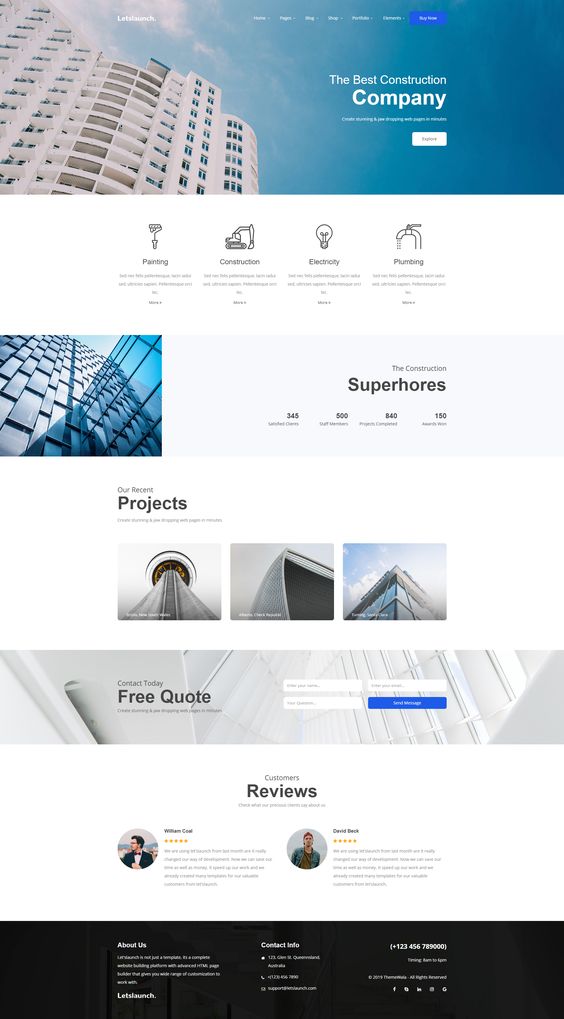 Letslaunch.
Home Pages Blog Shop Portfolio Elements Buy Now
The Best Construction
Company
Create stunning & jaw dropping web pages in minutes
Explore
Painting
Sed nec felis pellentesque, lacin iadui
sed, ultricies sapien. Pellentesque orci
lec.
More »
Construction
Sed nec felis pellentesque, lacin iadui
sed, ultricies sapien. Pellentesque orci
lec.
More »
Electricity
Sed nec felis pellentesque, lacin iadui
sed, ultricies sapien. Pellentesque orci
lec.
More »
Plumbing
Sed nec felis pellentesque, lacin iadui
sed, ultricies sapien. Pellentesque orci
lec.
More »
The Construction
Superhores
345 500 840 150
Satisfied Clients Staff Members Projects Completed Awards Won
Our Recent
Projects
Create stunning & jaw dropping web pages in minutes
New South Wales
Check Republic
Contact Today
Free Quote
Create stunning & jaw dropping web pages in minutes
Enter your name...
Enter your email...
Your Question...
Send Message
Customers
Reviews
Check what our precious clients say about us
William Coal
We are using let'slaunch from last month are it really
changed our way of development. Now we can save our
time as well as money. It speed up our work and we
already created many templates for our valuable
customers from let'slaunch.
David Beck
We are using let'slaunch from last month are it really
changed our way of development. Now we can save our
time as well as money. It speed up our work and we
already created many templates for our valuable
customers from let'slaunch.
About Us
Let'slaunch is not just a template, its a complete
website building platform with advanced HTML page
builder that gives you wide range of customization to
work with.
Letslaunch.
Contact Info
123, Glen St. Queennsland,
Australia
+(123) 456-7890
support@letslaunch.com
(+123 456 789000)
Timing: 8am to 6pm
© 2019 ThemeWala - All Rights Reserved